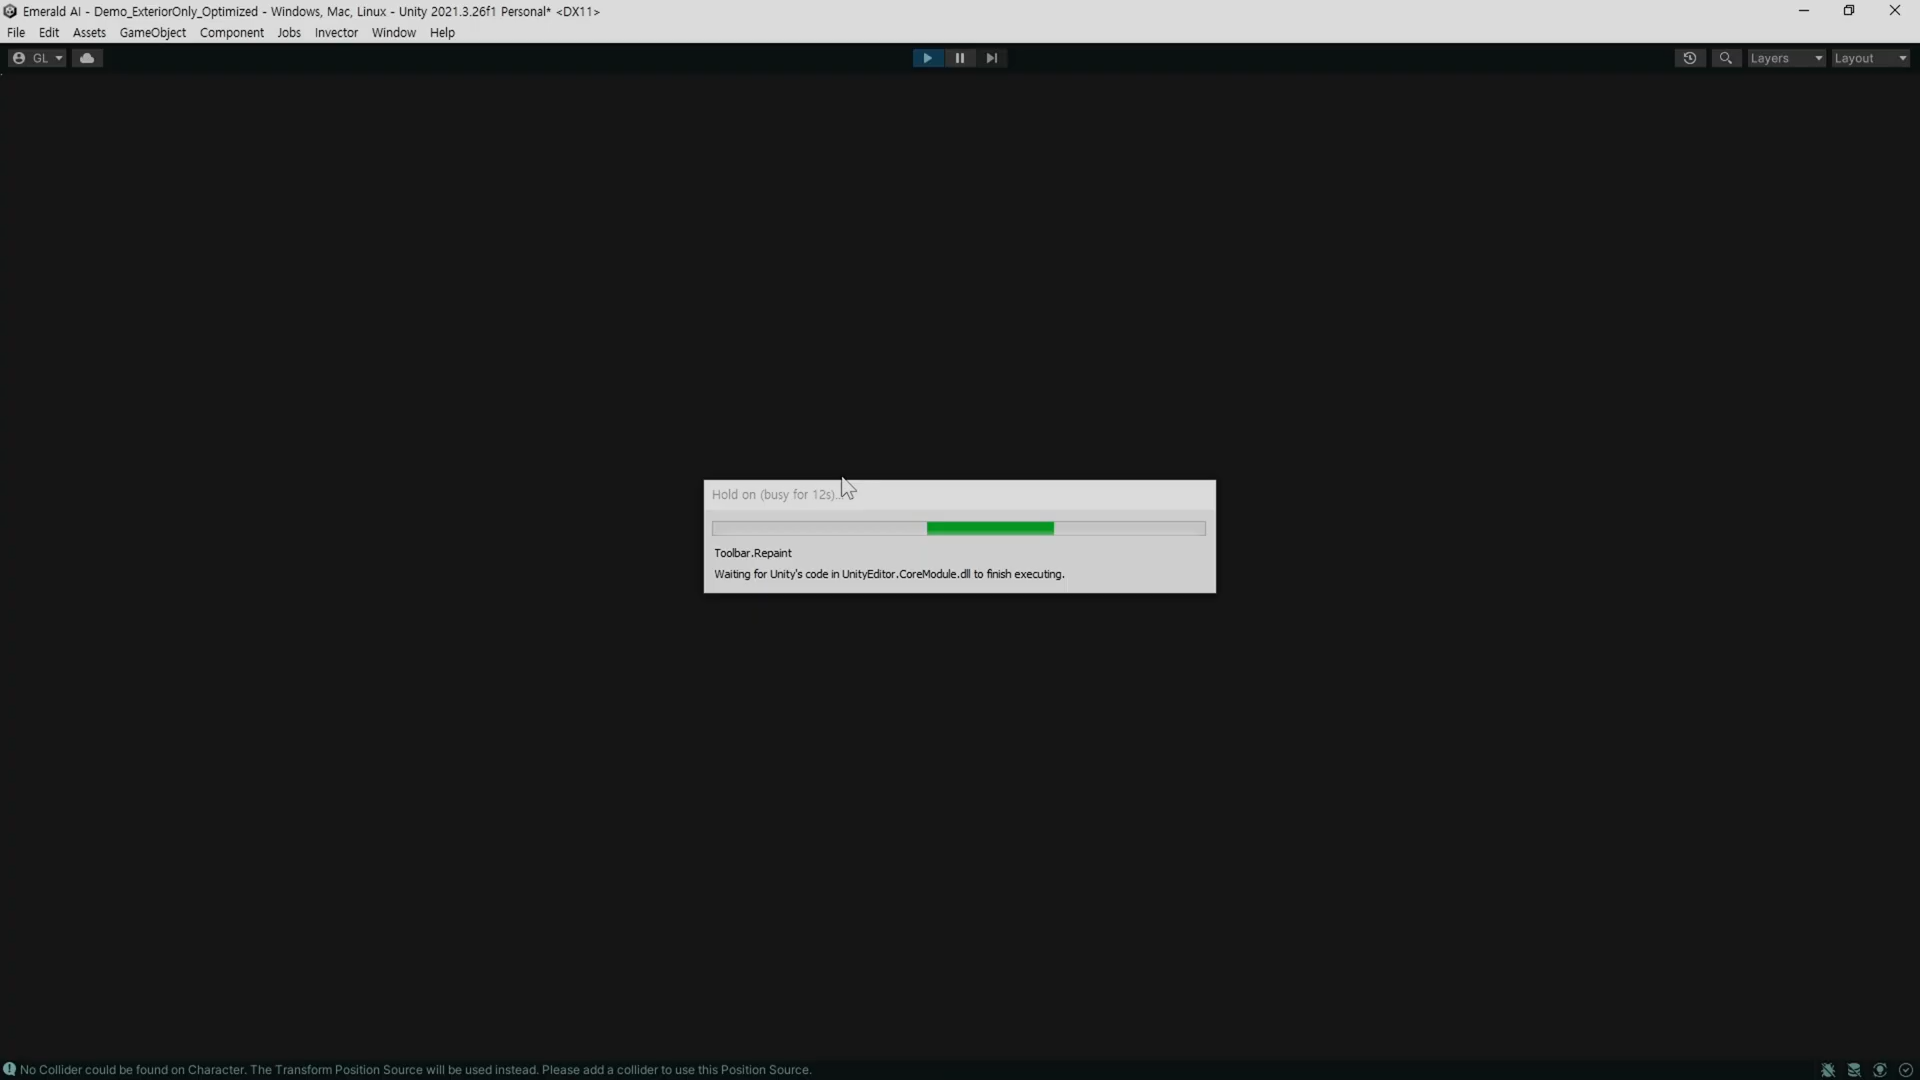 Emerald AI - Demo_ExteriorOnly_Optimized - Windows, Mac, Linux - Unity 2021.3.26f1 Personal* <DX11>
File Edit Assets GameObject Component Jobs Invector Window Help
GL Layers Layout
Hold on (busy for 12s)...
Toolbar.Repaint
Waiting for Unity's code in UnityEditor.CoreModule.dll to finish executing.
No Collider could be found on Character. The Transform Position Source will be used instead. Please add a collider to use this Position Source.